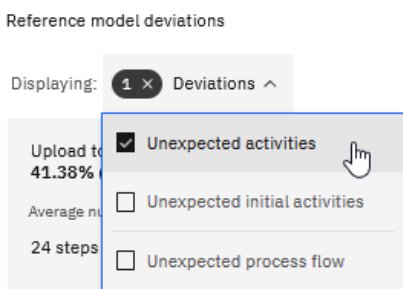 Reference model deviations
Displaying: 1 × Deviations
Unexpected activities
Unexpected initial activities
Unexpected process flow
Upload to
41.38%
Average
24 steps